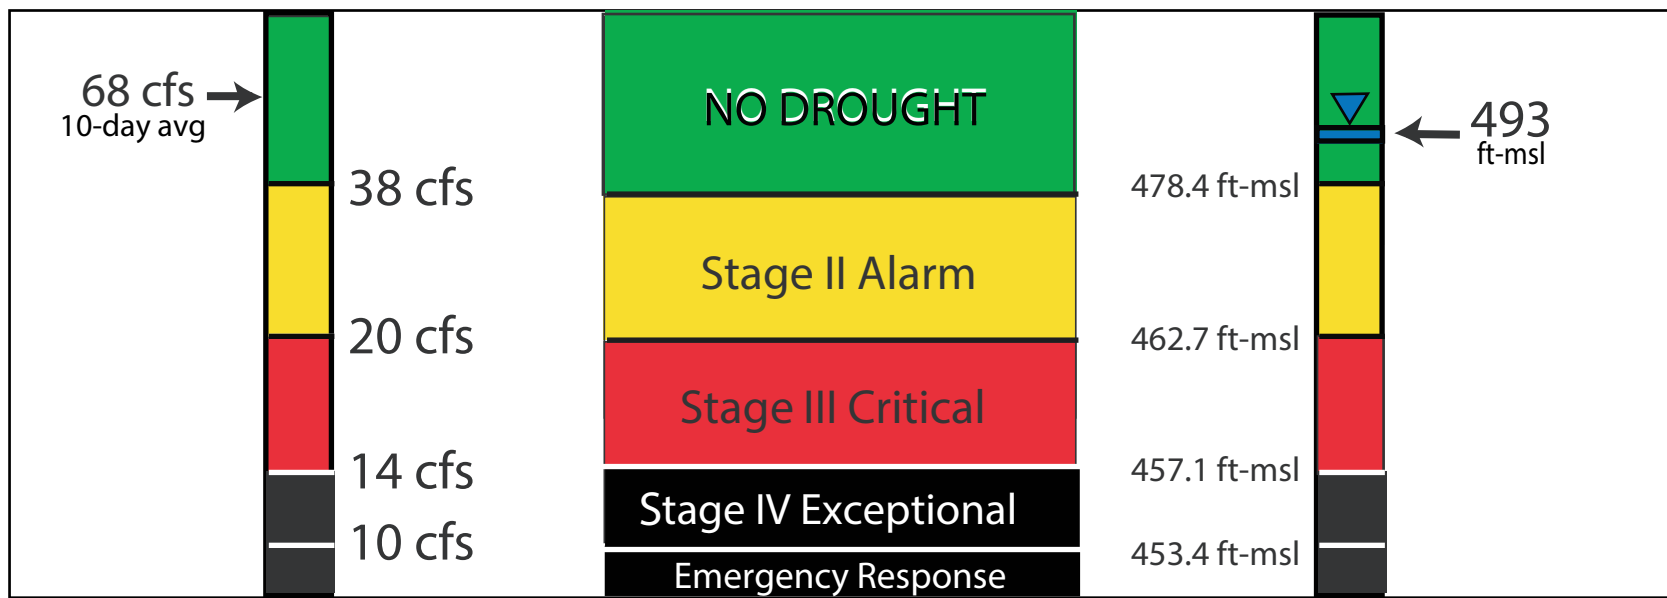 68 cfs
10-day avg
38 cfs
20 cfs
14 cfs
10 cfs
NO DROUGHT
Stage II Alarm
Stage III Critical
Stage IV Exceptional
Emergency Response
478.4 ft-msl
462.7 ft-msl
457.1 ft-msl
453.4 ft-msl
493
ft-msl